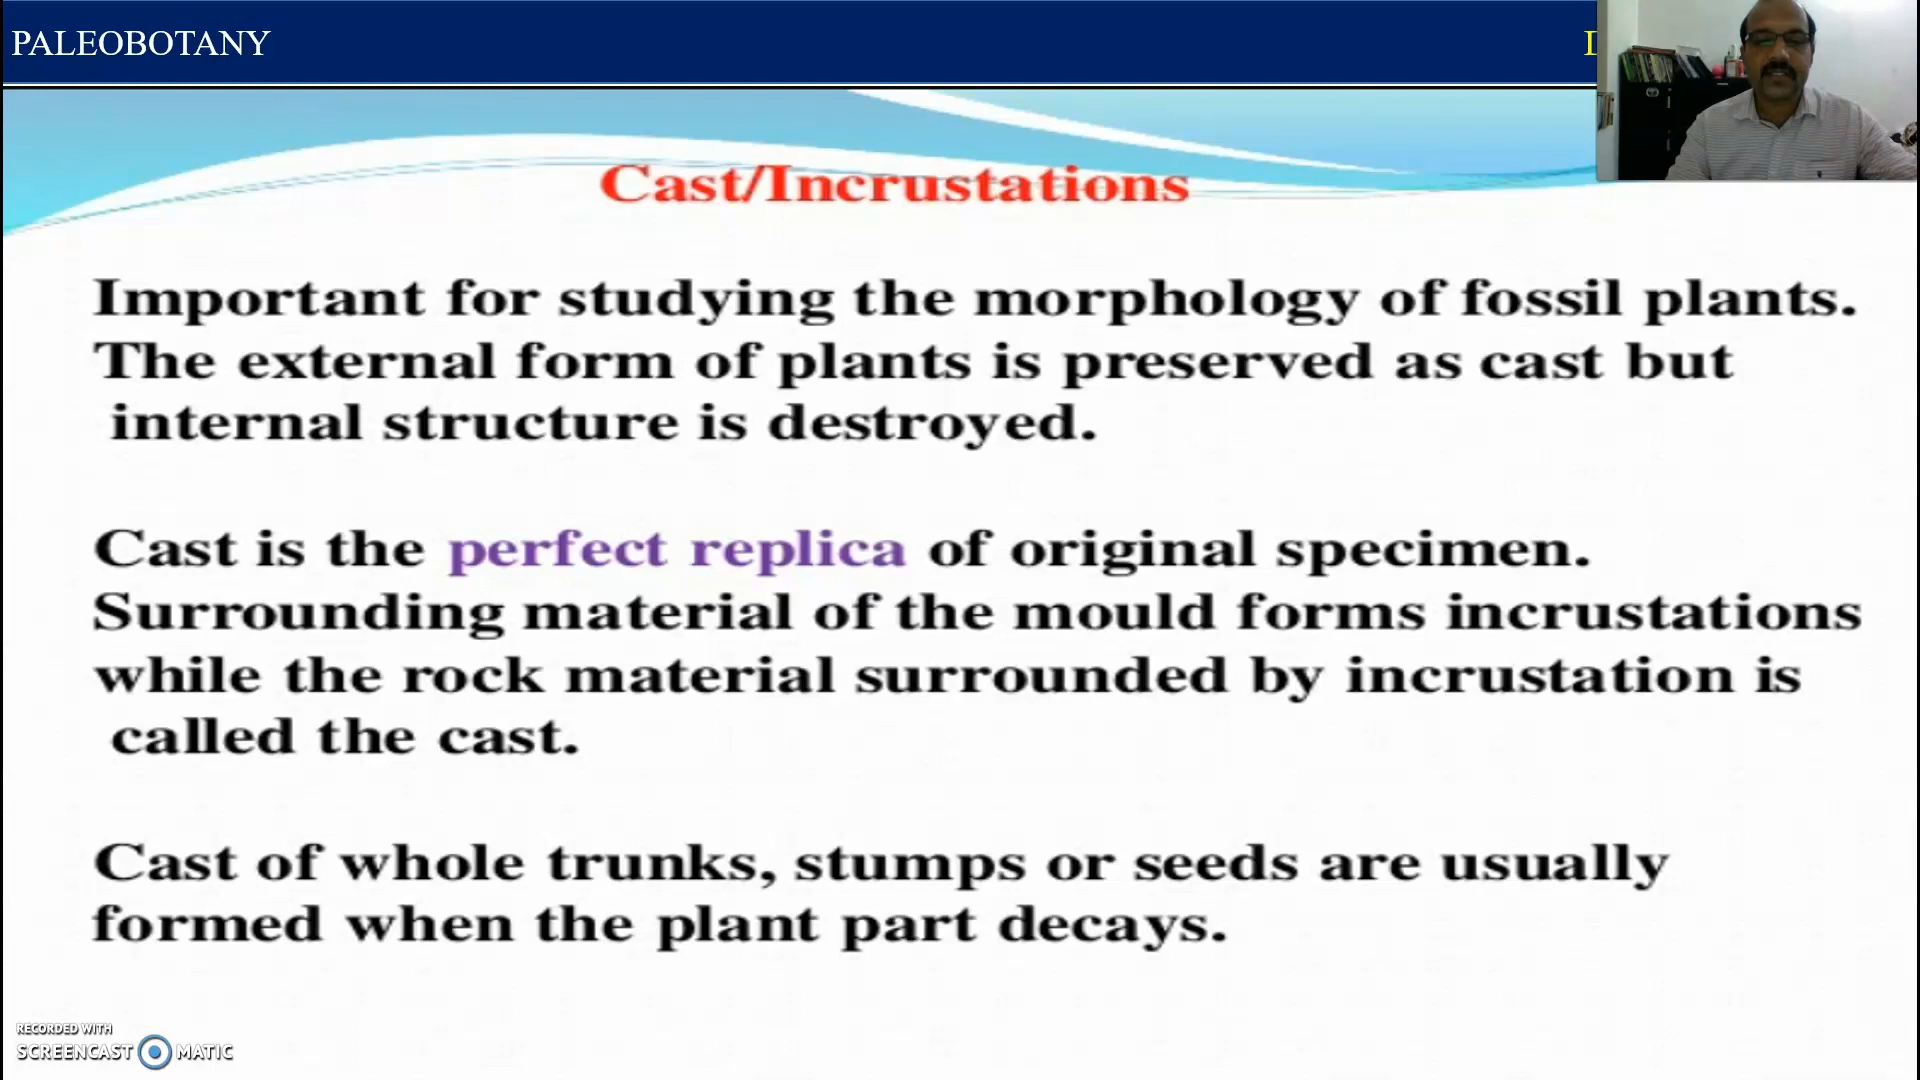 PALEOBOTANY
D
Cast/Incrustations
Important for studying the morphology of fossil plants.
The external form of plants is preserved as cast but
internal structure is destroyed.
Cast is the perfect replica of original specimen.
Surrounding material of the mould forms incrustations
while the rock material surrounded by incrustation is
called the cast.
Cast of whole trunks, stumps or seeds are usually
formed when the plant part decays.
RECORDED WITH
SCREENCAST MATIC